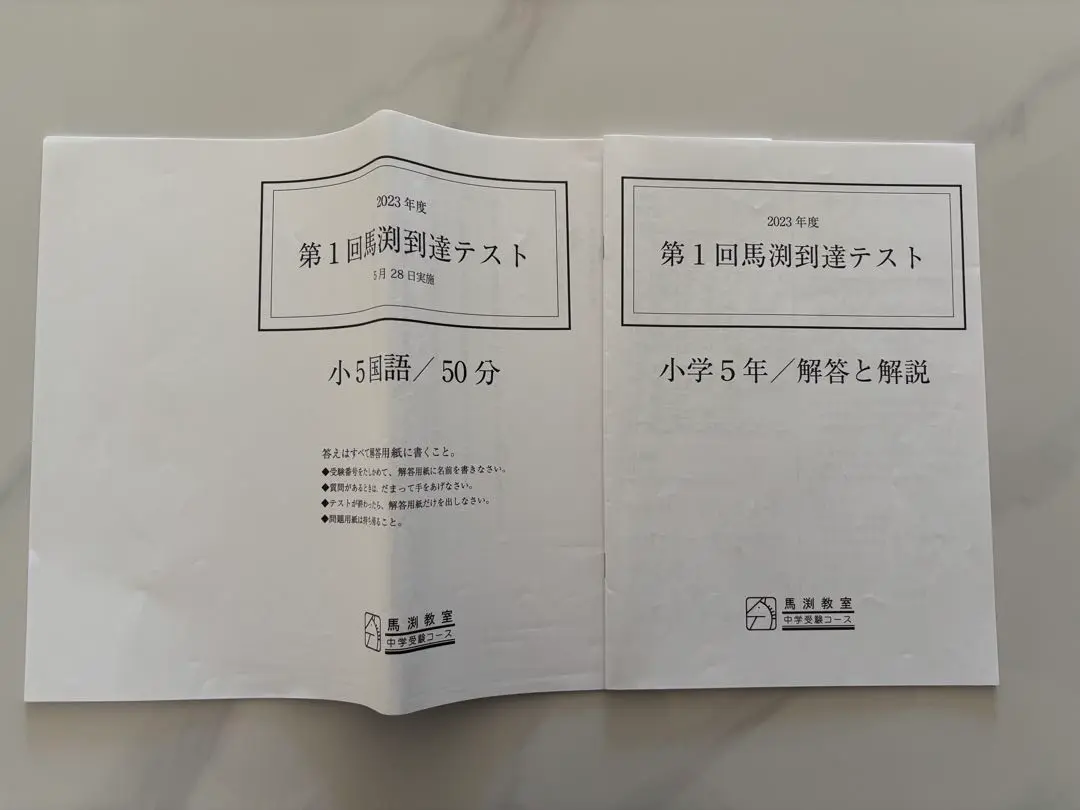 2023 年度
第１回馬渕到達テスト
5月 28 日実施
小5国語／50 分
答えはすべて解答用紙に書くこと。
◆受験番号をたしかめて、解答用紙に名前を書きなさい。
◆質問があるときは、だまって手をあげなさい。
◆テストが終わったら、解答用紙だけを出しなさい。
◆問題用紙は持ち帰ること。
馬渕教室
中学受験コース
2023 年度
第１回馬渕到達テスト
小学５年／解答と解説
馬渕教室
中学受験コース